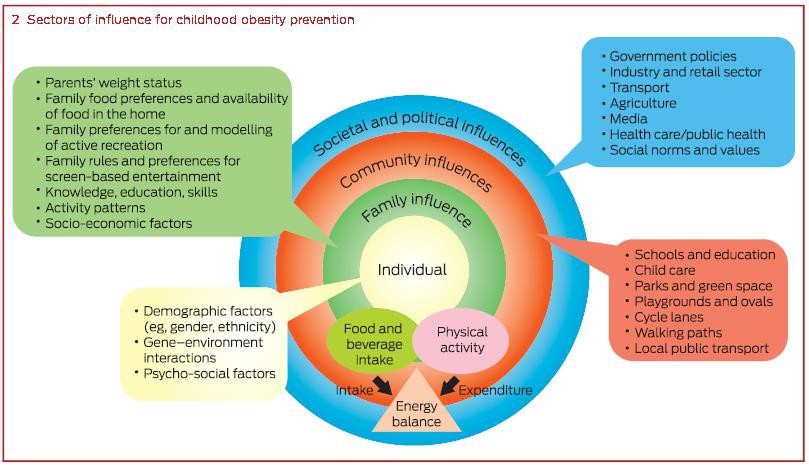 2 Sectors of influence for childhood obesity prevention
• Parents' weight status
• Family food preferences and availability
of food in the home
• Family preferences for and modelling
of active recreation
• Family rules and preferences for
screen-based entertainment
• Knowledge, education, skills
• Activity patterns
• Socio-economic factors
• Government policies
• Industry and retail sector
• Transport
• Agriculture
• Media
• Health care/public health
• Social norms and values
Societal and political influences
Community influences
Family influence
Individual
• Schools and education
• Child care
• Parks and green space
• Playgrounds and ovals
• Cycle lanes
• Walking paths
• Local public transport
• Demographic factors
(eg, gender, ethnicity)
• Gene–environment
interactions
• Psycho-social factors
Food and
beverage
intake
Physical
activity
Intake
Expenditure
Energy
balance